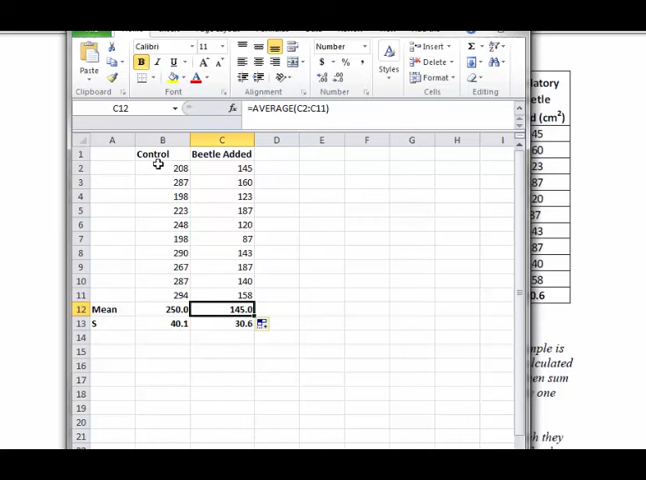 Calibri 11 Number Insert
Paste B I U Styles Delete
$ % , Format
Clipboard Font Alignment Number Cells Editing
C12 fx =AVERAGE(C2:C11)
A B C D E F G H I
1 Control Beetle Added
2 208 145
3 287 160
4 198 123
5 223 187
6 248 120
7 198 87
8 290 143
9 267 187
10 287 140
11 294 158
12 Mean 250.0 145.0
13 S 40.1 30.6
14
15
16
17
18
19
20
21
latory
etle
d (cm²)
45
60
23
87
20
87
43
87
40
58
0.6
mple is
alculated
en sum
r one
h they